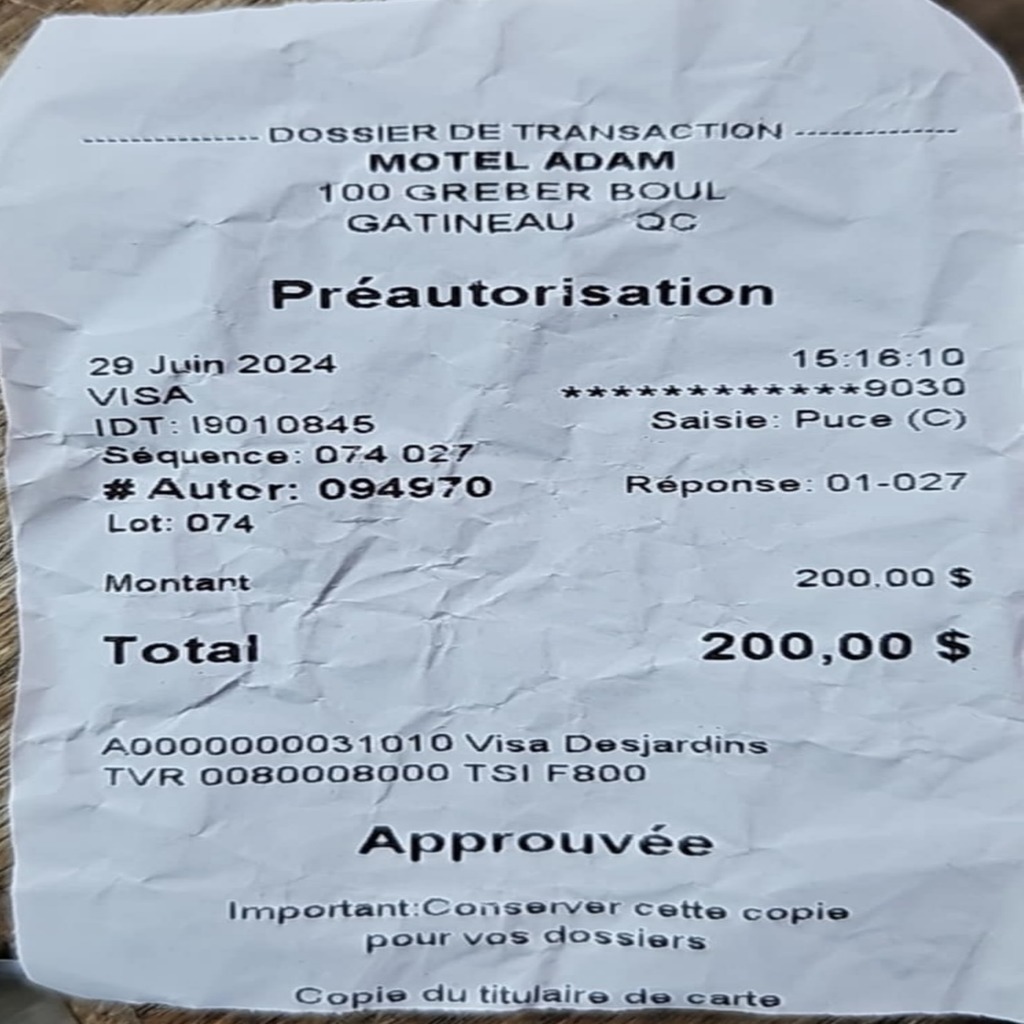 -------------- DOSSIER DE TRANSACTION -------------
MOTEL ADAM
100 GREBER BOUL
GATINEAU QC
Préautorisation
29 Juin 2024 15:16:10
VISA ************9030
IDT: I9010845 Saisie: Puce (C)
Séquence: 074 027
# Autor: 094970 Réponse: 01-027
Lot: 074
Montant 200.00 $
Total 200,00 $
A0000000031010 Visa Desjardins
TVR 0080008000 TSI F800
Approuvée
Important:Conserver cette copie
pour vos dossiers
Copie du titulaire de carte